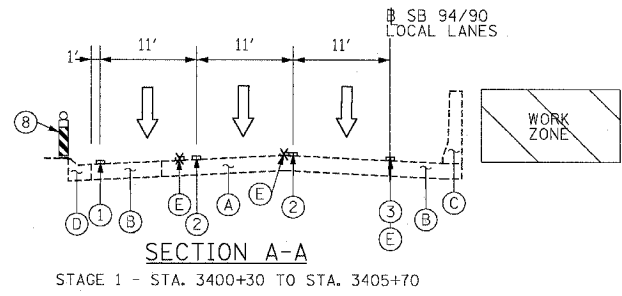 B SB 94/90
LOCAL LANES
1' 11' 11' 11'
8
WORK
ZONE
D 1 B E 2 A E 2 3 B C
E
SECTION A-A
STAGE 1 - STA. 3400+30 TO STA. 3405+70